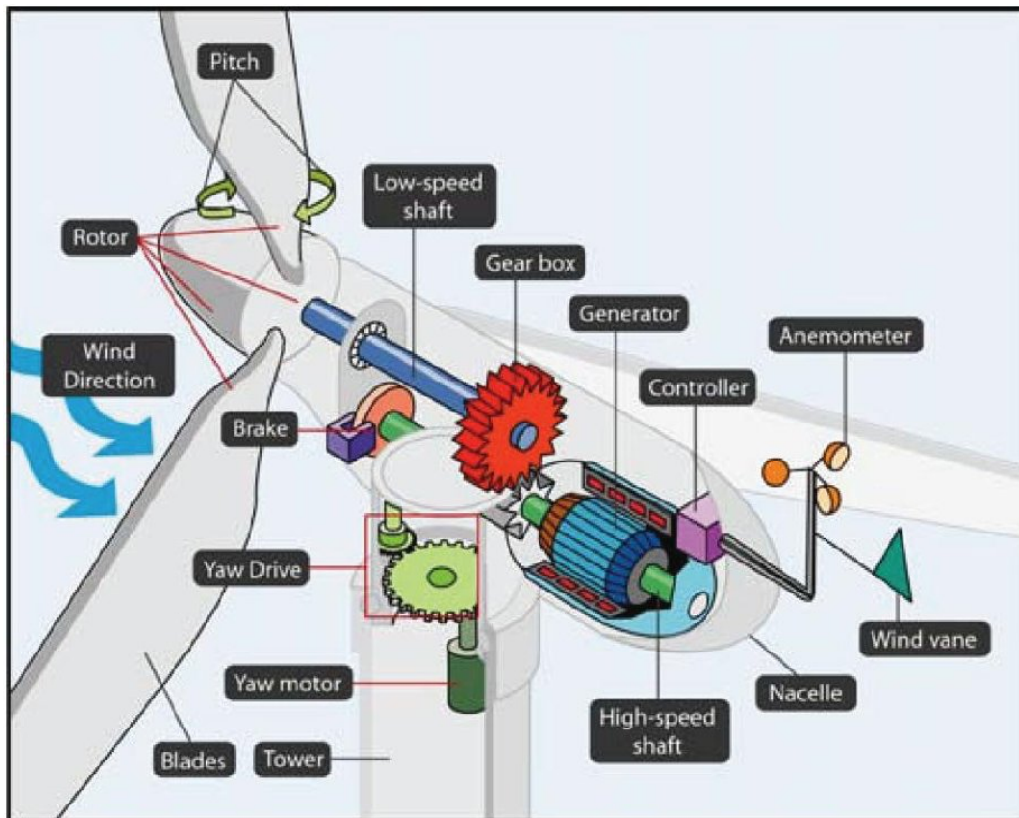 Pitch
Low-speed
shaft
Rotor
Gear box
Generator
Anemometer
Wind
Direction
Controller
Brake
Yaw Drive
Wind vane
Yaw motor
Nacelle
High-speed
shaft
Blades
Tower